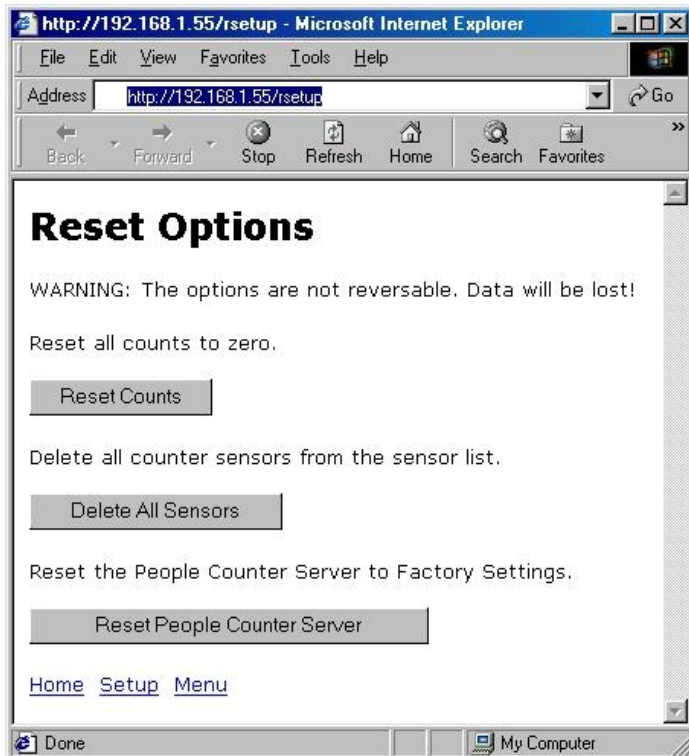 http://192.168.1.55/rsetup - Microsoft Internet Explorer
File Edit View Favorites Tools Help
Address http://192.168.1.55/rsetup Go
Back Forward Stop Refresh Home Search Favorites »
Reset Options
WARNING: The options are not reversable. Data will be lost!
Reset all counts to zero.
Reset Counts
Delete all counter sensors from the sensor list.
Delete All Sensors
Reset the People Counter Server to Factory Settings.
Reset People Counter Server
Home Setup Menu
Done My Computer